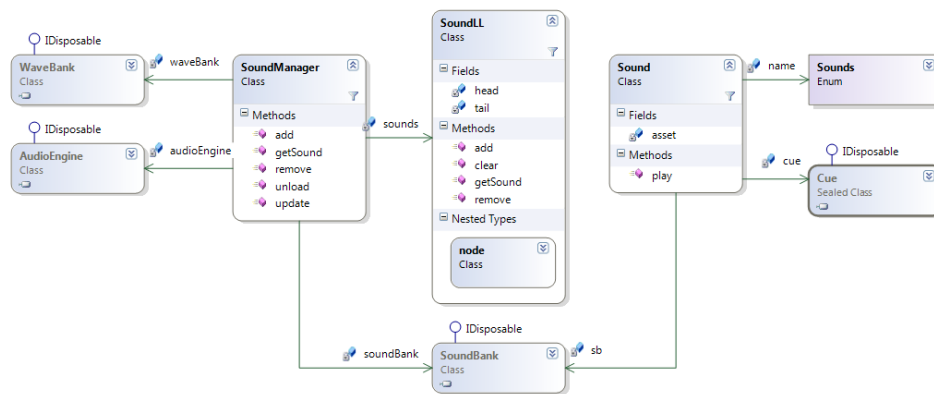 IDisposable
WaveBank
Class
waveBank
IDisposable
AudioEngine
Class
audioEngine
SoundManager
Class
Methods
add
getSound
remove
unload
update
sounds
SoundLL
Class
Fields
head
tail
Methods
add
clear
getSound
remove
Nested Types
node
Class
soundBank
IDisposable
SoundBank
Class
sb
Sound
Class
Fields
asset
Methods
play
name
Sounds
Enum
cue
IDisposable
Cue
Sealed Class